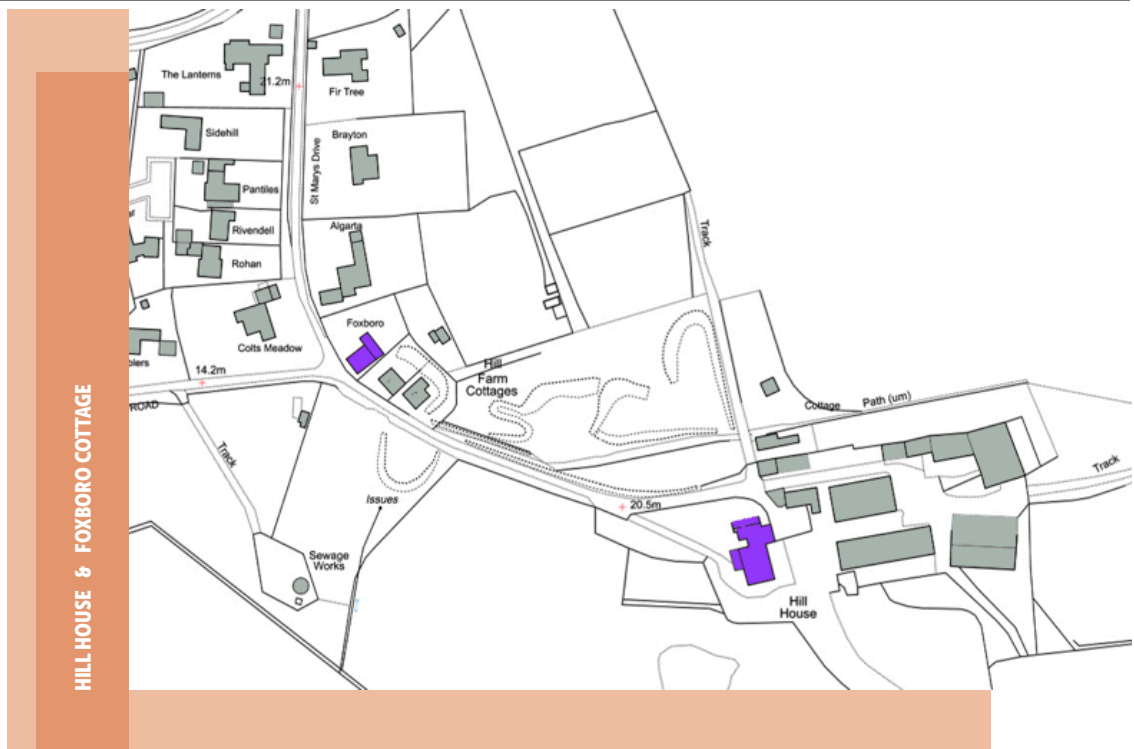 HILL HOUSE & FOXBORO COTTAGE
The Lanterns
21.2m
Fir Tree
Sidehill
Brayton
St Marys Drive
Pantiles
Rivendell
Algarta
Rohan
Track
Foxboro
Colts Meadow
14.2m
Hill
Farm
Cottages
ROAD
Cottage
Path (um)
Track
Track
Issues
20.5m
Sewage
Works
Hill
House